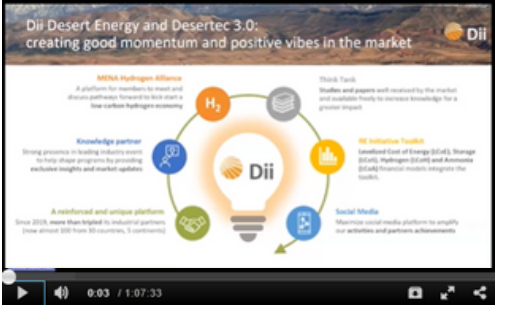 Dii Desert Energy and Desertec 3.0:
creating good momentum and positive vibes in the market
Dii
MENA Hydrogen Alliance
A platform for members to meet and
discuss pathways forward to kick start a
low-carbon hydrogen economy
H2
Think Tank
Studies and papers well received by the market
and available freely to increase knowledge for a
greater impact
Knowledge partner
Strong presence in leading industry event
to help shape programs by providing
exclusive insights and market updates
Dii
RE Initiative Toolkit
Levelized Cost of Energy (LCoE), Storage
(LCoS), Hydrogen (LCoH) and Ammonia
(LCoA) financial models integrate the
toolkit.
A reinforced and unique platform
Since 2019, more than tripled its industrial partners
(now almost 100 from 30 countries, 5 continents)
Social Media
Maximize social media platform to amplify
our activities and partners achievements
0:03 / 1:07:33